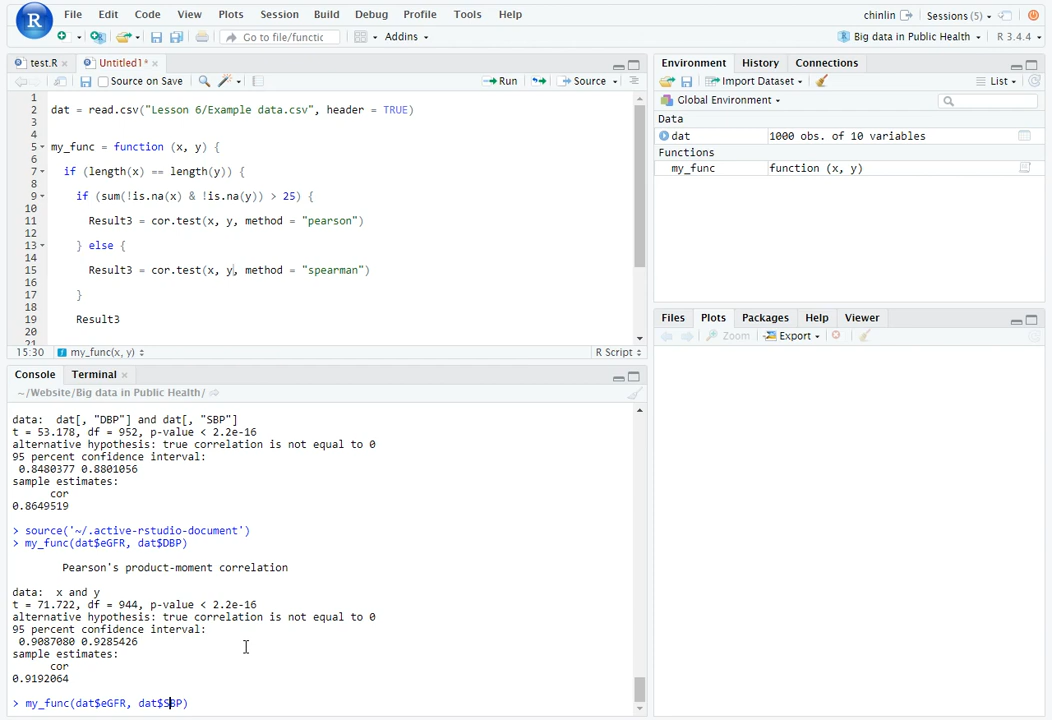 File Edit Code View Plots Session Build Debug Profile Tools Help
chinlin Sessions (5)
Go to file/functic Addins
Big data in Public Health R 3.4.4
test.R Untitled1*
Source on Save Run Source
1
2 dat = read.csv("Lesson 6/Example data.csv", header = TRUE)
3
4
5 my_func = function (x, y) {
6
7 if (length(x) == length(y)) {
8
9 if (sum(!is.na(x) & !is.na(y)) > 25) {
10
11 Result3 = cor.test(x, y, method = "pearson")
12
13 } else {
14
15 Result3 = cor.test(x, y, method = "spearman")
16
17 }
18
19 Result3
20
21
15:30 my_func(x, y) R Script
Console Terminal
~/Website/Big data in Public Health/
data: dat[, "DBP"] and dat[, "SBP"]
t = 53.178, df = 952, p-value < 2.2e-16
alternative hypothesis: true correlation is not equal to 0
95 percent confidence interval:
0.8480377 0.8801056
sample estimates:
cor
0.8649519
> source('~/.active-rstudio-document')
> my_func(dat$eGFR, dat$DBP)
Pearson's product-moment correlation
data: x and y
t = 71.722, df = 944, p-value < 2.2e-16
alternative hypothesis: true correlation is not equal to 0
95 percent confidence interval:
0.9087080 0.9285426
sample estimates:
cor
0.9192064
> my_func(dat$eGFR, dat$SBP)
Environment History Connections
Import Dataset List
Global Environment
Data
dat 1000 obs. of 10 variables
Functions
my_func function (x, y)
Files Plots Packages Help Viewer
Zoom Export